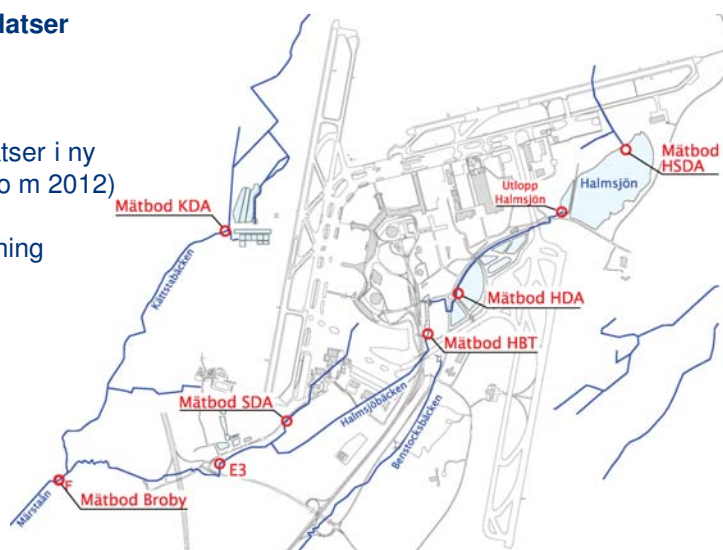 latser
tser i ny
o m 2012)
ning
Mätbod KDA
Kättstabäcken
Utlopp
Halmsjön
Halmsjön
Mätbod
HSDA
Mätbod HDA
Mätbod HBT
Mätbod SDA
Halmsjöbäcken
Benstocksbäcken
E3
F
Mätbod Broby
Märstaån